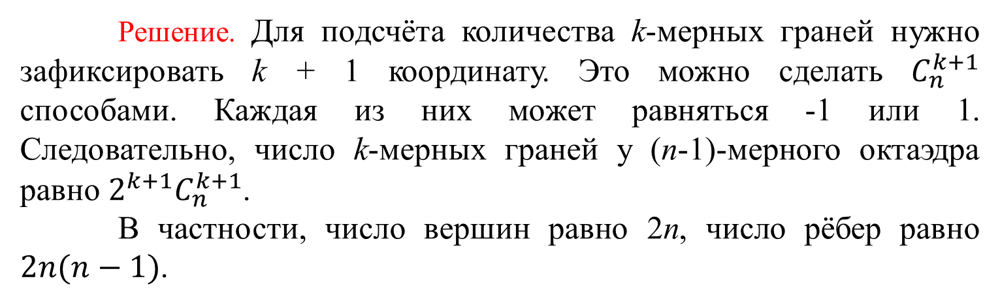 Решение. Для подсчёта количества k-мерных граней нужно
зафиксировать k + 1 координату. Это можно сделать $C_n^{k+1}$
способами. Каждая из них может равняться -1 или 1.
Следовательно, число k-мерных граней у (n-1)-мерного октаэдра
равно $2^{k+1}C_n^{k+1}$.
В частности, число вершин равно 2n, число рёбер равно
$2n(n − 1)$.